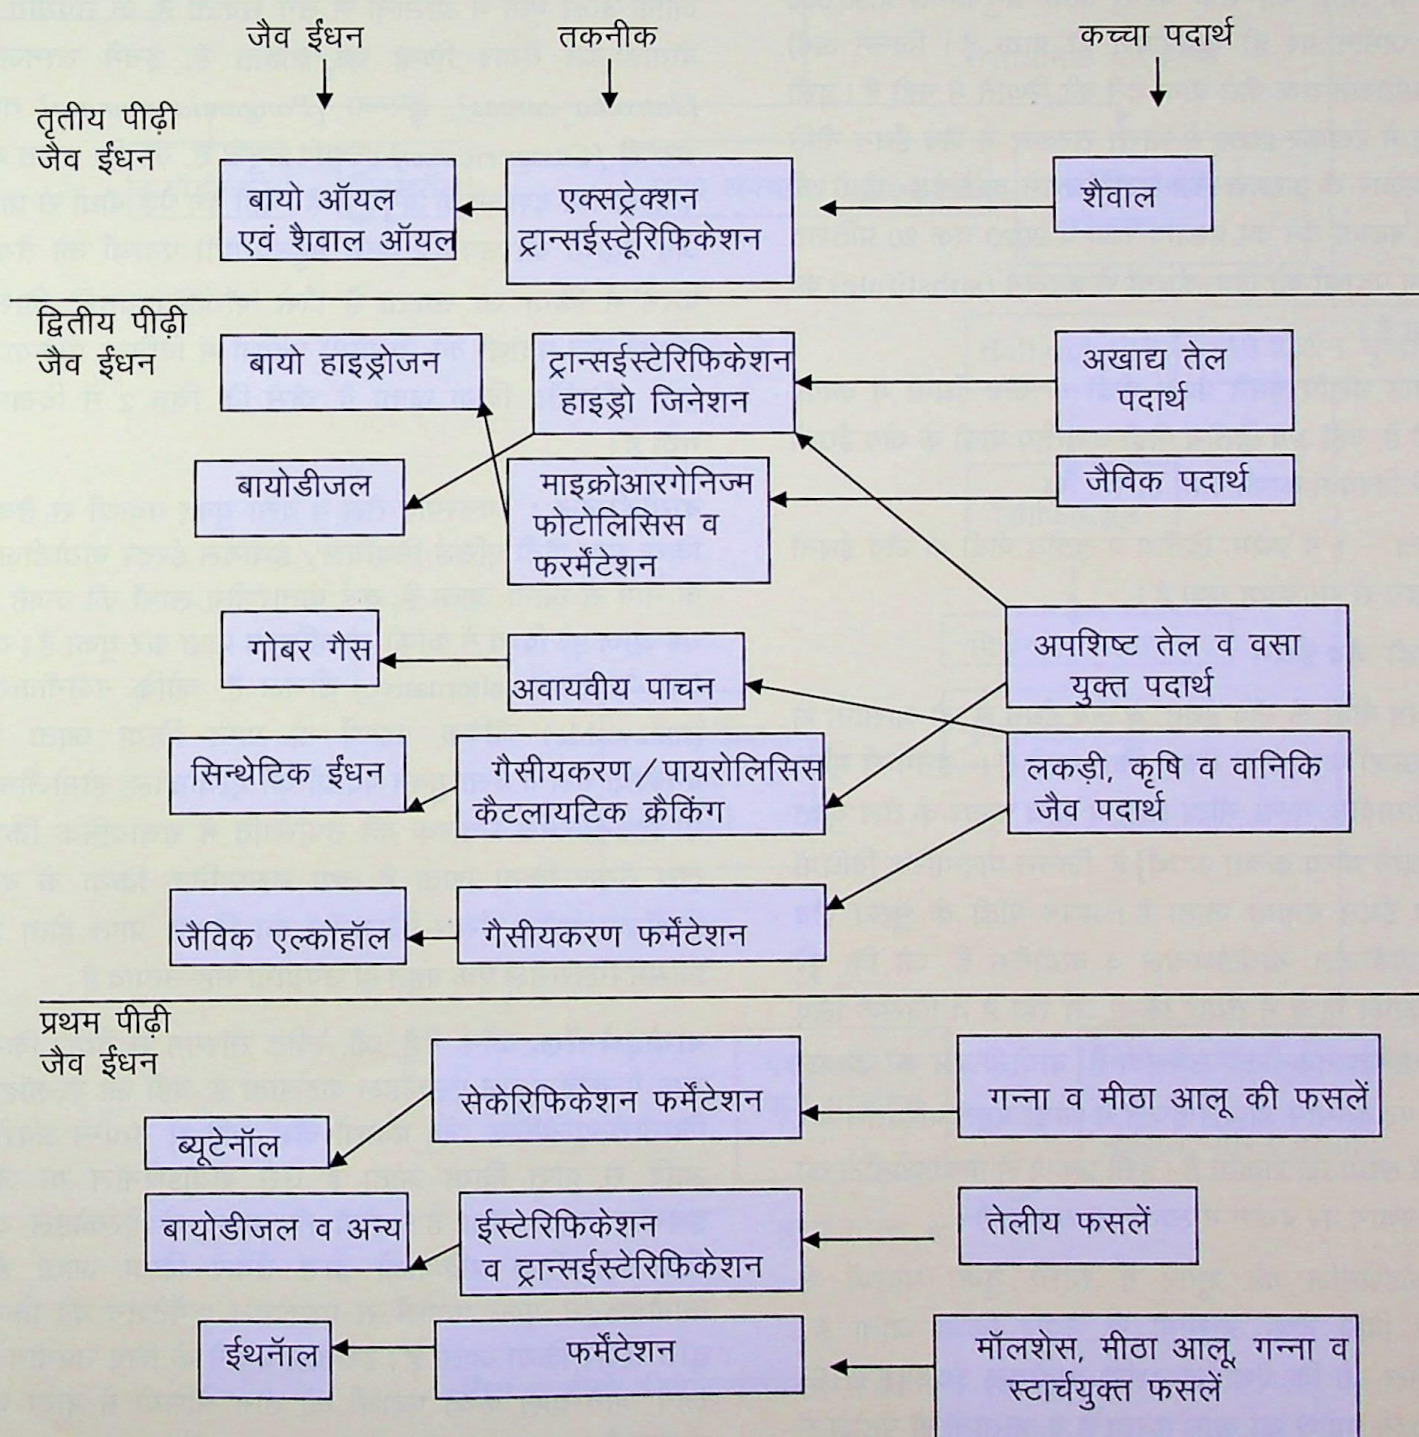 जैव ईंधन तकनीक कच्चा पदार्थ
तृतीय पीढ़ी
जैव ईंधन
बायो ऑयल
एवं शैवाल ऑयल
एक्सट्रेक्शन
ट्रान्सईस्टेरिफिकेशन
शैवाल
द्वितीय पीढ़ी
जैव ईंधन
बायो हाइड्रोजन
ट्रान्सईस्टेरिफिकेशन
हाइड्रो जिनेशन
अखाद्य तेल
पदार्थ
बायोडीजल
माइक्रोआरगेनिज्म
फोटोलिसिस व
फरर्मेटेशन
जैविक पदार्थ
गोबर गैस
अवायवीय पाचन
अपशिष्ट तेल व वसा
युक्त पदार्थ
सिन्थेटिक ईंधन
गैसीयकरण/पायरोलिसिस
कैटलायटिक क्रैकिंग
लकड़ी, कृषि व वानिकि
जैव पदार्थ
जैविक एल्कोहॉल
गैसीयकरण फर्मेंटेशन
प्रथम पीढ़ी
जैव ईंधन
ब्यूटेनॉल
सेकेरिफिकेशन फर्मेंटेशन
गन्ना व मीठा आलू की फसलें
बायोडीजल व अन्य
ईस्टेरिफिकेशन
व ट्रान्सईस्टेरिफिकेशन
तेलीय फसलें
ईथनॉल
फर्मेंटेशन
मॉलशेस, मीठा आलू, गन्ना व
स्टार्चयुक्त फसलें